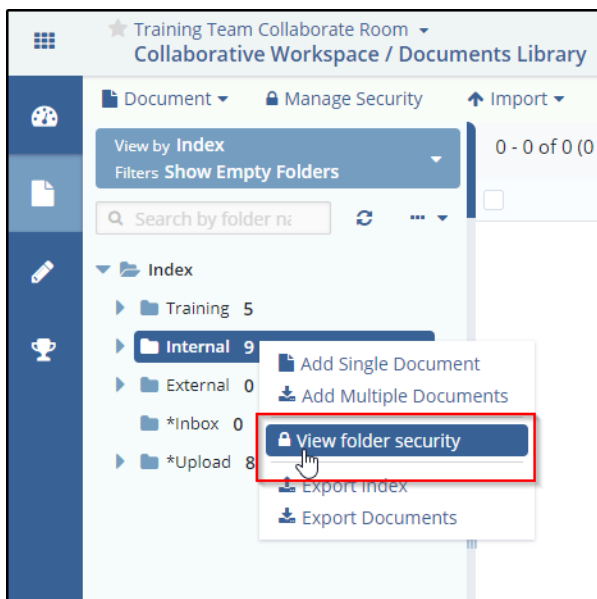 Training Team Collaborate Room
Collaborative Workspace / Documents Library
Document Manage Security Import
View by Index
Filters Show Empty Folders
0 - 0 of 0 (0
Search by folder na
Index
Training 5
Internal 9
Add Single Document
External 0
Add Multiple Documents
*Inbox 0
View folder security
*Upload 8
Export Index
Export Documents